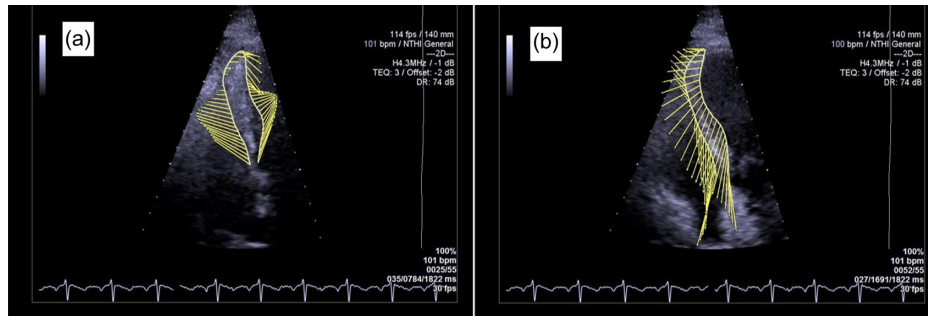 (a)
114 fps / 140 mm
101 bpm / NTHI General
---2D---
H4.3MHz / -1 dB
TEQ: 3 / Offset: -2 dB
DR: 74 dB
100%
101 bpm
0025/55
035/0784/1822 ms
30 fps
(b)
114 fps / 140 mm
100 bpm / NTHI General
---2D---
H4.3MHz / -1 dB
TEQ: 3 / Offset: -2 dB
DR: 74 dB
100%
101 bpm
0052/55
027/1691/1822 ms
30 fps